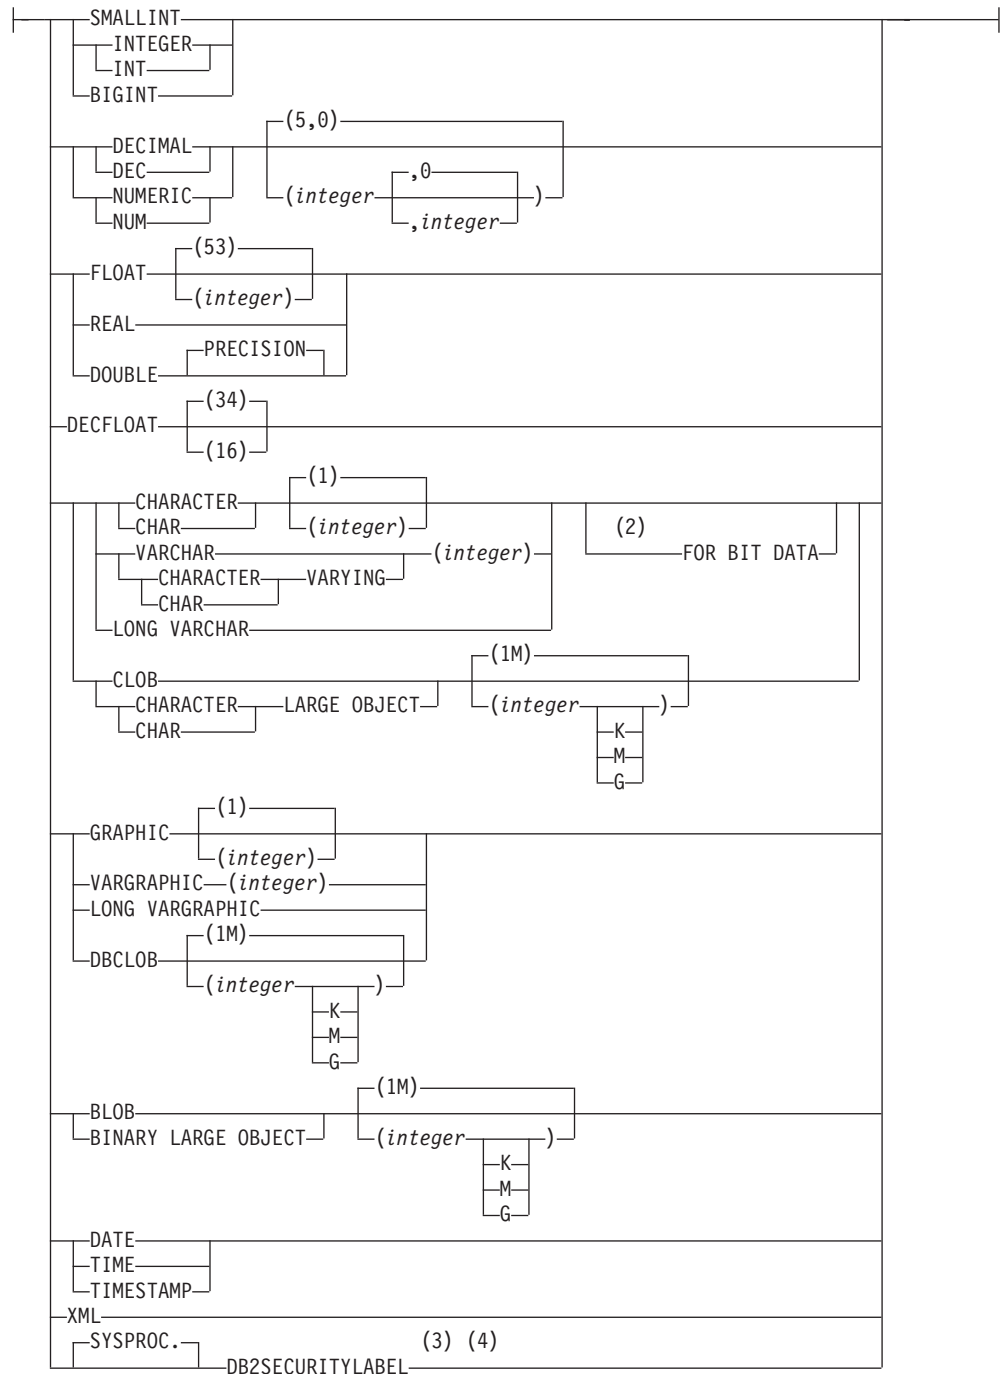 SMALLINT
INTEGER
INT
BIGINT
(5,0)
DECIMAL
DEC
,0
NUMERIC (integer )
NUM ,integer
(53)
FLOAT
(integer)
REAL
PRECISION
DOUBLE
(34)
DECFLOAT
(16)
(1)
CHARACTER
CHAR (integer) (2)
VARCHAR (integer) FOR BIT DATA
CHARACTER VARYING
CHAR
LONG VARCHAR
(1M)
CLOB
CHARACTER LARGE OBJECT (integer )
CHAR K
M
G
(1)
GRAPHIC
(integer)
VARGRAPHIC (integer)
LONG VARGRAPHIC
(1M)
DBCLOB
(integer )
K
M
G
(1M)
BLOB
BINARY LARGE OBJECT (integer )
K
M
G
DATE
TIME
TIMESTAMP
XML
SYSPROC. (3) (4)
DB2SECURITYLABEL